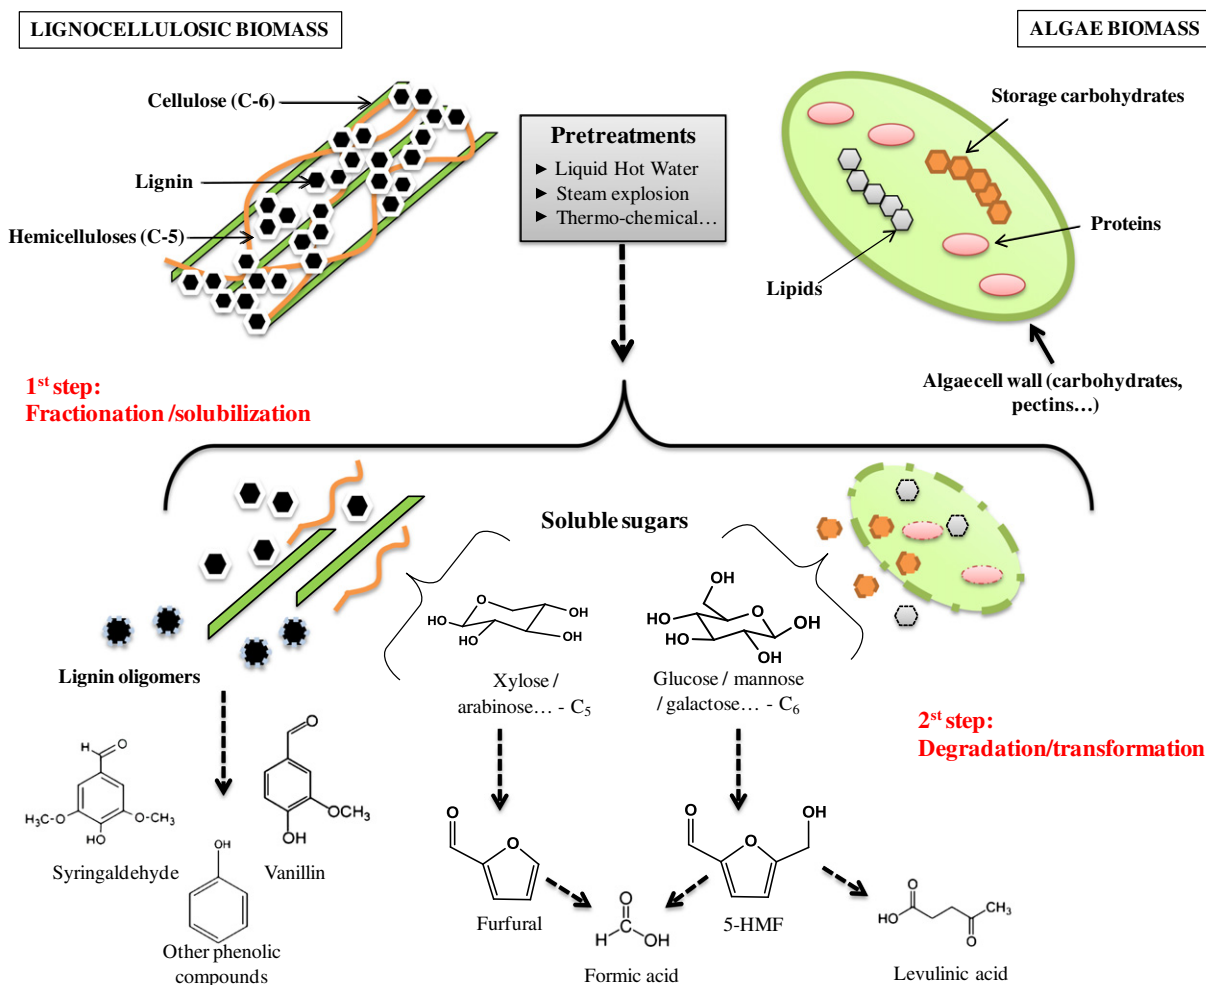 LIGNOCELLULOSIC BIOMASS
ALGAE BIOMASS
Cellulose (C-6)
Lignin
Hemicelluloses (C-5)
Pretreatments
► Liquid Hot Water
► Steam explosion
► Thermo-chemical…
Storage carbohydrates
Proteins
Lipids
Algae cell wall (carbohydrates,
pectins…)
1st step:
Fractionation /solubilization
Soluble sugars
O
OH
HO
HO
OH
OH
OH
HO
HO
O
OH
OH
Lignin oligomers
Xylose /
arabinose… - C5
Glucose / mannose
/ galactose… - C6
2st step:
Degradation/transformation
O
H3C
O
O
CH3
HO
Syringaldehyde
OH
Other phenolic
compounds
O
O
CH3
OH
Vanillin
O
O
Furfural
O
H
OH
Formic acid
O
O
OH
5-HMF
O
HO
CH3
O
Levulinic acid